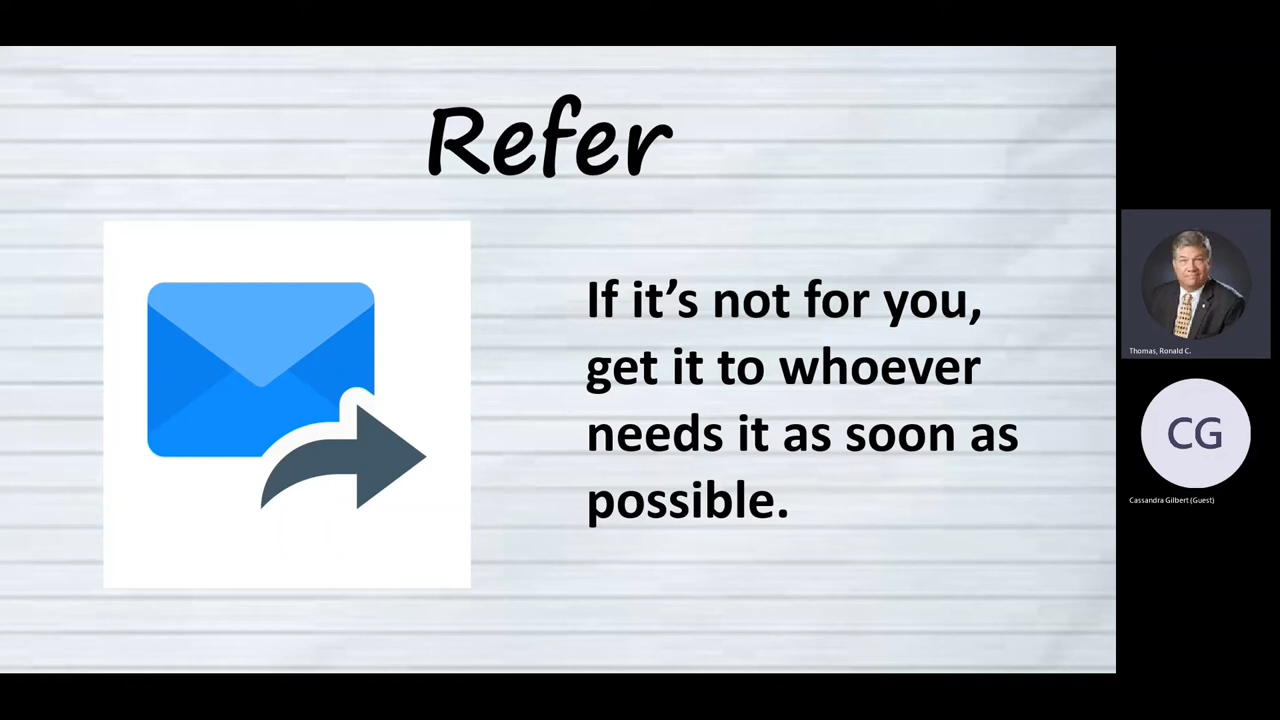 Refer
If it's not for you,
get it to whoever
needs it as soon as
possible.
Thomas, Ronald C.
CG
Cassandra Gilbert (Guest)